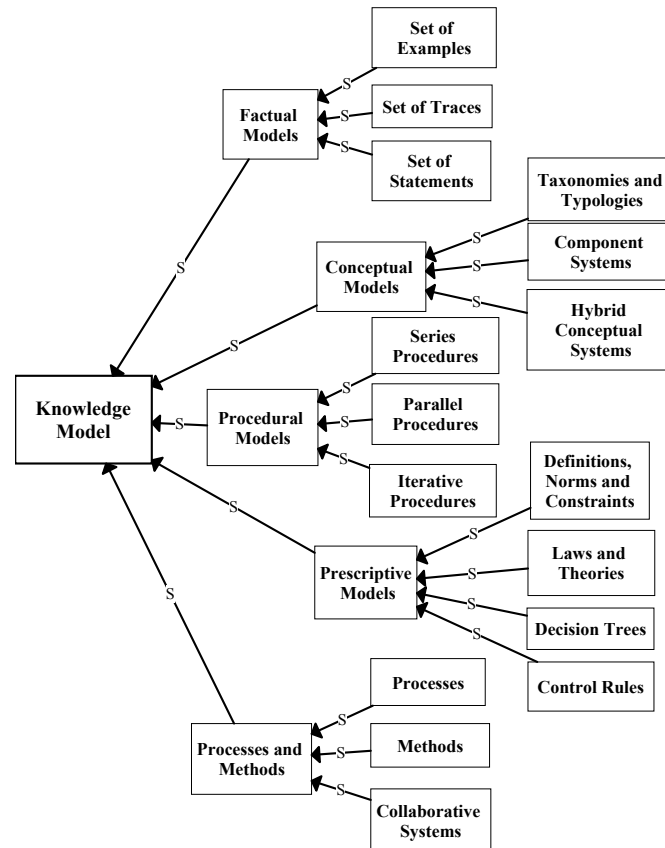 Set of
Examples
S
Factual
Models
S
Set of Traces
S
Set of
Statements
Taxonomies and
Typologies
S
S
Conceptual
Models
S
Component
Systems
S
Hybrid
Conceptual
Systems
S
Series
Procedures
S
Knowledge
Model
S
Procedural
Models
S
Parallel
Procedures
S
Iterative
Procedures
Definitions,
Norms and
Constraints
S
S
Prescriptive
Models
S
Laws and
Theories
S
Decision Trees
S
Control Rules
S
Processes
S
Processes and
Methods
S
Methods
S
Collaborative
Systems